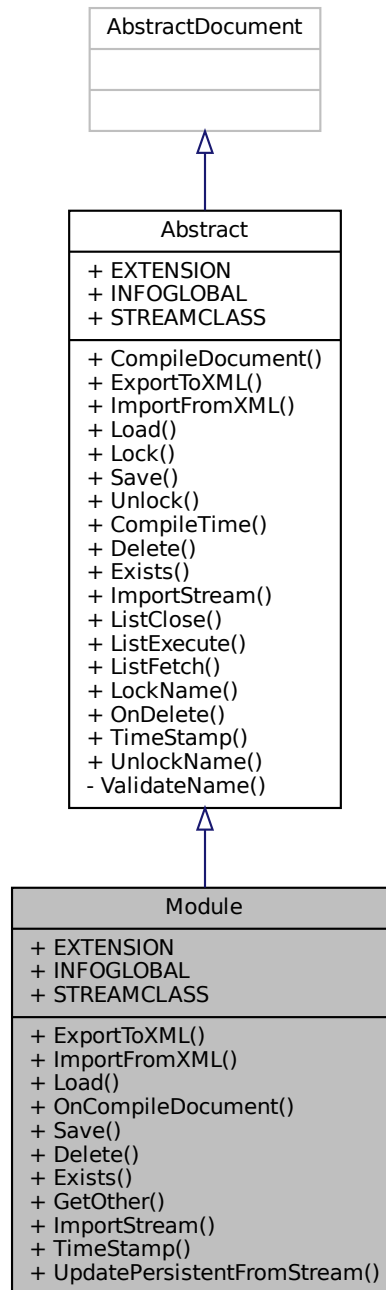 AbstractDocument
Abstract
+ EXTENSION
+ INFOGLOBAL
+ STREAMCLASS
+ CompileDocument()
+ ExportToXML()
+ ImportFromXML()
+ Load()
+ Lock()
+ Save()
+ Unlock()
+ CompileTime()
+ Delete()
+ Exists()
+ ImportStream()
+ ListClose()
+ ListExecute()
+ ListFetch()
+ LockName()
+ OnDelete()
+ TimeStamp()
+ UnlockName()
- ValidateName()
Module
+ EXTENSION
+ INFOGLOBAL
+ STREAMCLASS
+ ExportToXML()
+ ImportFromXML()
+ Load()
+ OnCompileDocument()
+ Save()
+ Delete()
+ Exists()
+ GetOther()
+ ImportStream()
+ TimeStamp()
+ UpdatePersistentFromStream()